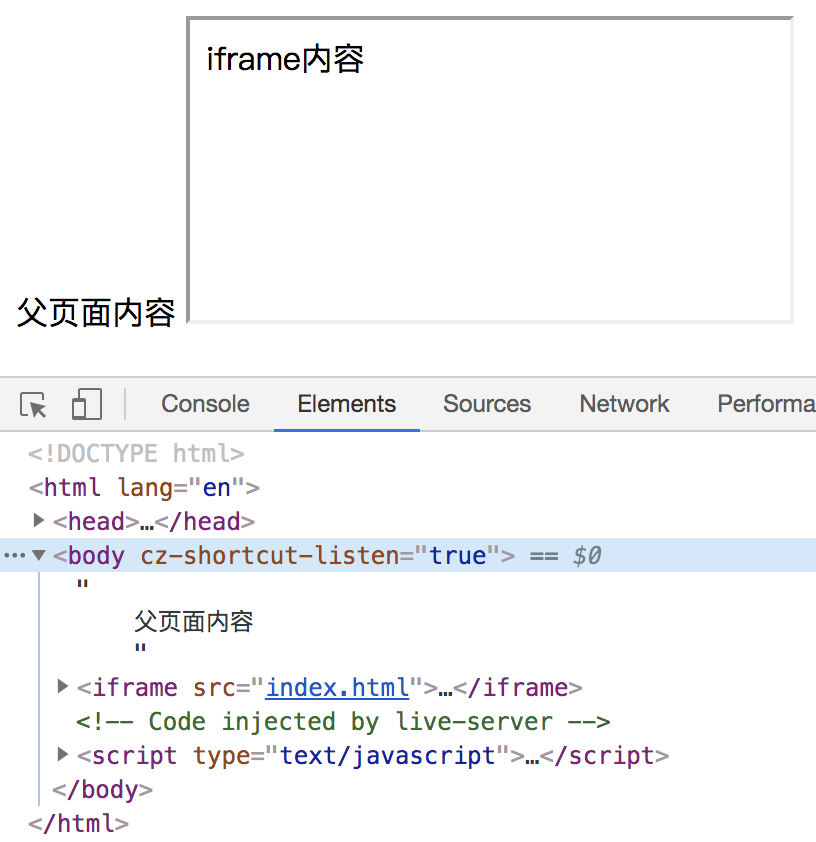 iframe内容
父页面内容
Console Elements Sources Network Performa
<!DOCTYPE html>
<html lang="en">
<head>…</head>
<body cz-shortcut-listen="true"> == $0
"
父页面内容
"
<iframe src="index.html">…</iframe>
<!-- Code injected by live-server -->
<script type="text/javascript">…</script>
</body>
</html>